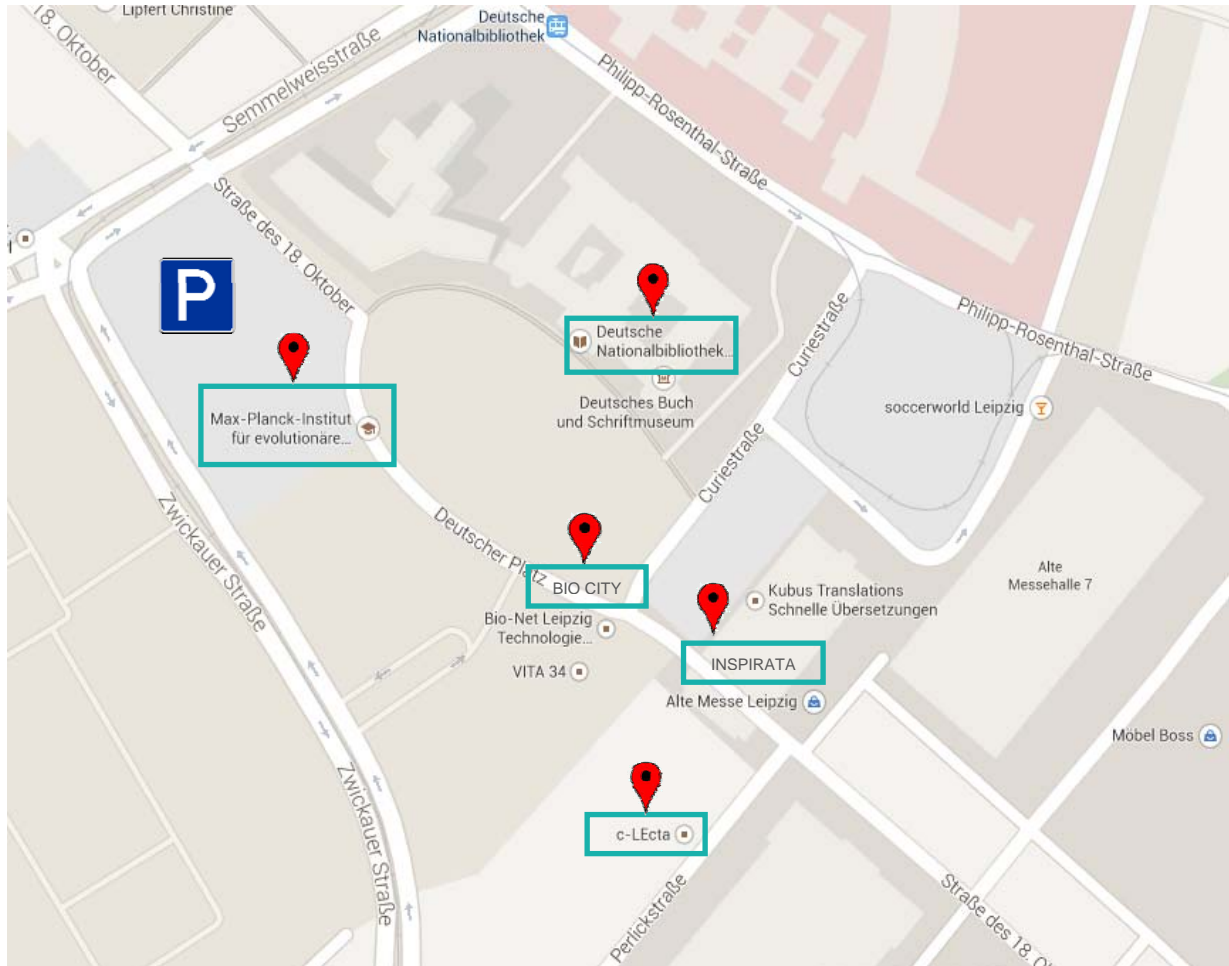 Lipfert Christine
Deutsche
Nationalbibliothek
18. Oktober
Semmelweisstraße
Philipp-Rosenthal-Straße
Straße des 18. Oktober
P
Deutsche
Nationalbibliothek...
Curiestraße
Philipp-Rosenthal-Straße
Max-Planck-Institut
für evolutionäre...
Deutsches Buch
und Schriftmuseum
soccerworld Leipzig
Curiestraße
Zwickauer Straße
Deutscher Platz
BIO CITY
Kubus Translations
Schnelle Übersetzungen
Alte
Messehalle 7
Bio-Net Leipzig
Technologie...
VITA 34
INSPIRATA
Alte Messe Leipzig
Möbel Boss
Zwickauer Straße
c-LEcta
Perlickstraße
Straße des 18.